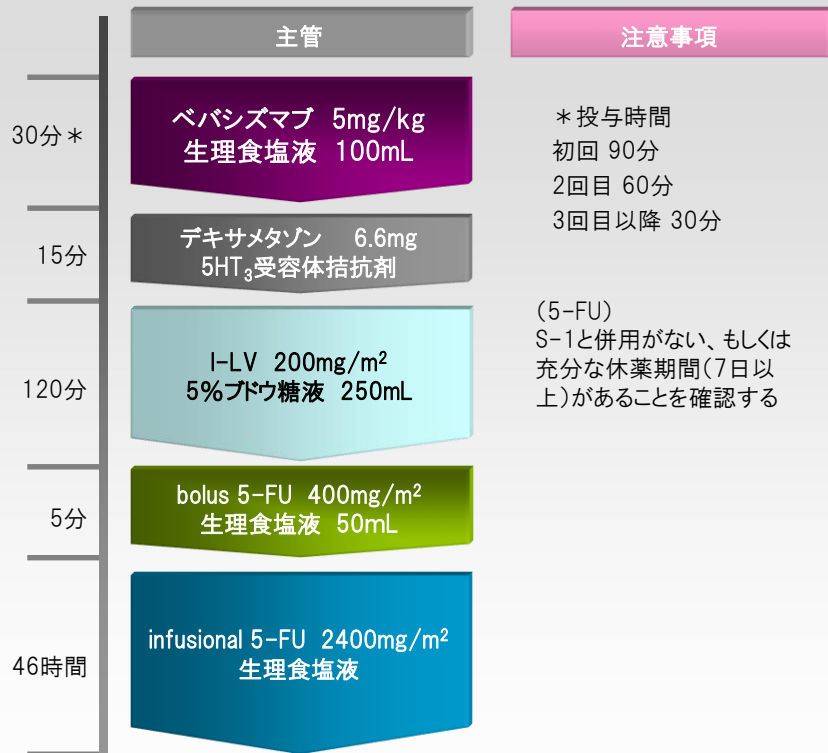 主管
注意事項
30分＊
ベバシズマブ 5mg/kg
生理食塩液 100mL
＊投与時間
初回 90分
2回目 60分
3回目以降 30分
15分
デキサメタゾン 6.6mg
5HT₃受容体拮抗剤
120分
l-LV 200mg/m²
5%ブドウ糖液 250mL
(5-FU)
S-1と併用がない、もしくは
充分な休薬期間(7日以
上)があることを確認する
5分
bolus 5-FU 400mg/m²
生理食塩液 50mL
46時間
infusional 5-FU 2400mg/m²
生理食塩液